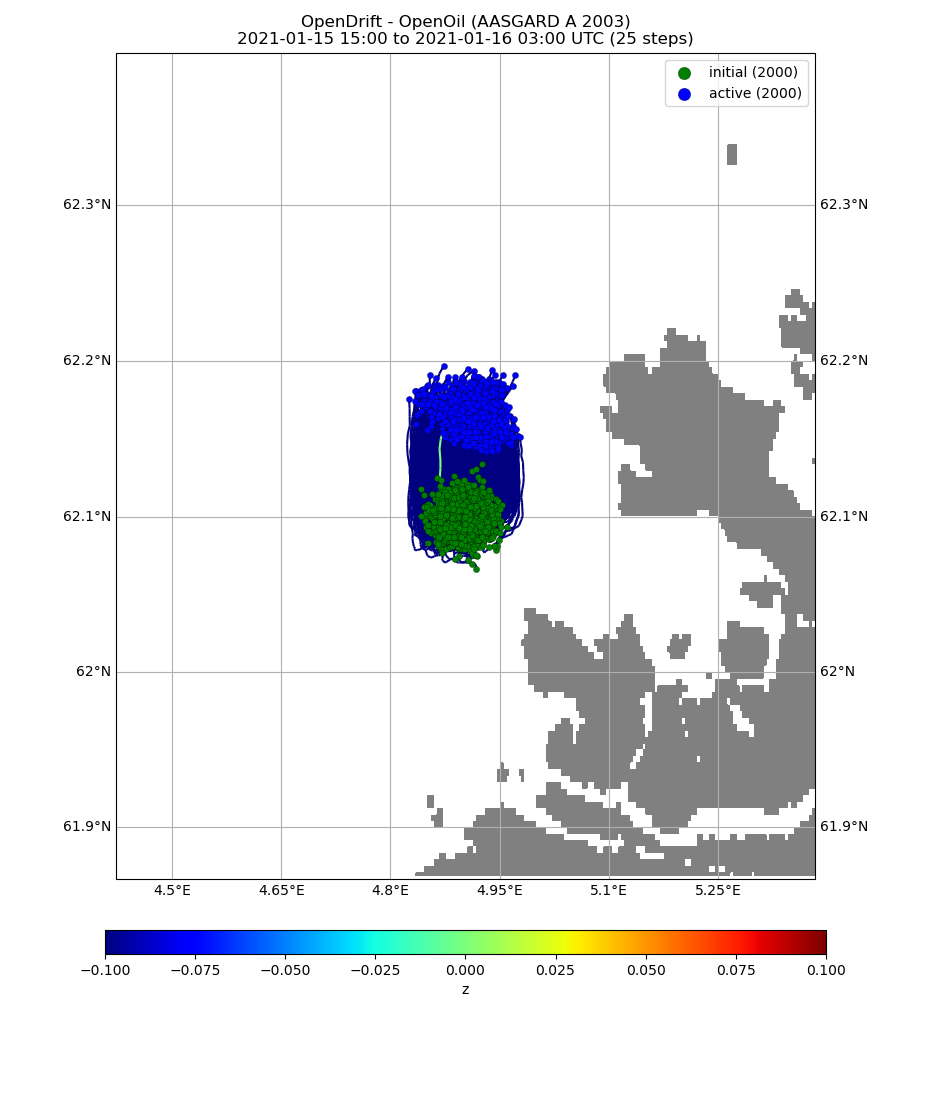 OpenDrift - OpenOil (AASGARD A 2003)
2021-01-15 15:00 to 2021-01-16 03:00 UTC (25 steps)
initial (2000)
active (2000)
62.3°N 62.3°N
62.2°N 62.2°N
62.1°N 62.1°N
62°N 62°N
61.9°N 61.9°N
4.5°E 4.65°E 4.8°E 4.95°E 5.1°E 5.25°E
−0.100 −0.075 −0.050 −0.025 0.000 0.025 0.050 0.075 0.100
z